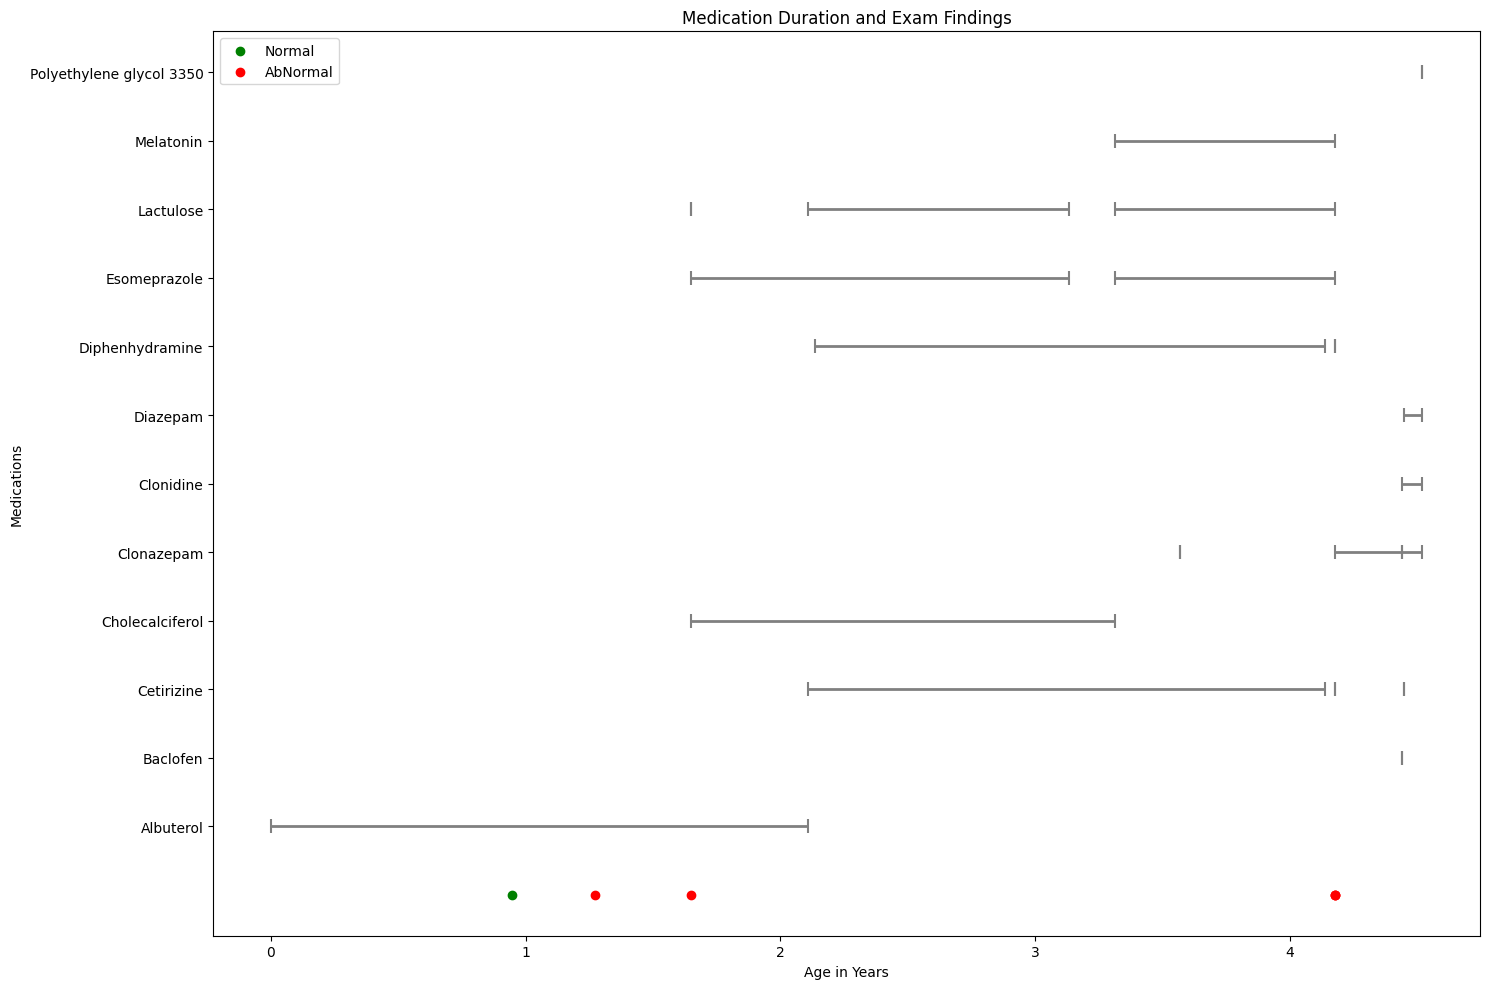 Medication Duration and Exam Findings
Normal
AbNormal
Polyethylene glycol 3350
Melatonin
Lactulose
Esomeprazole
Diphenhydramine
Diazepam
Clonidine
Clonazepam
Cholecalciferol
Cetirizine
Baclofen
Albuterol
Medications
0 1 2 3 4
Age in Years